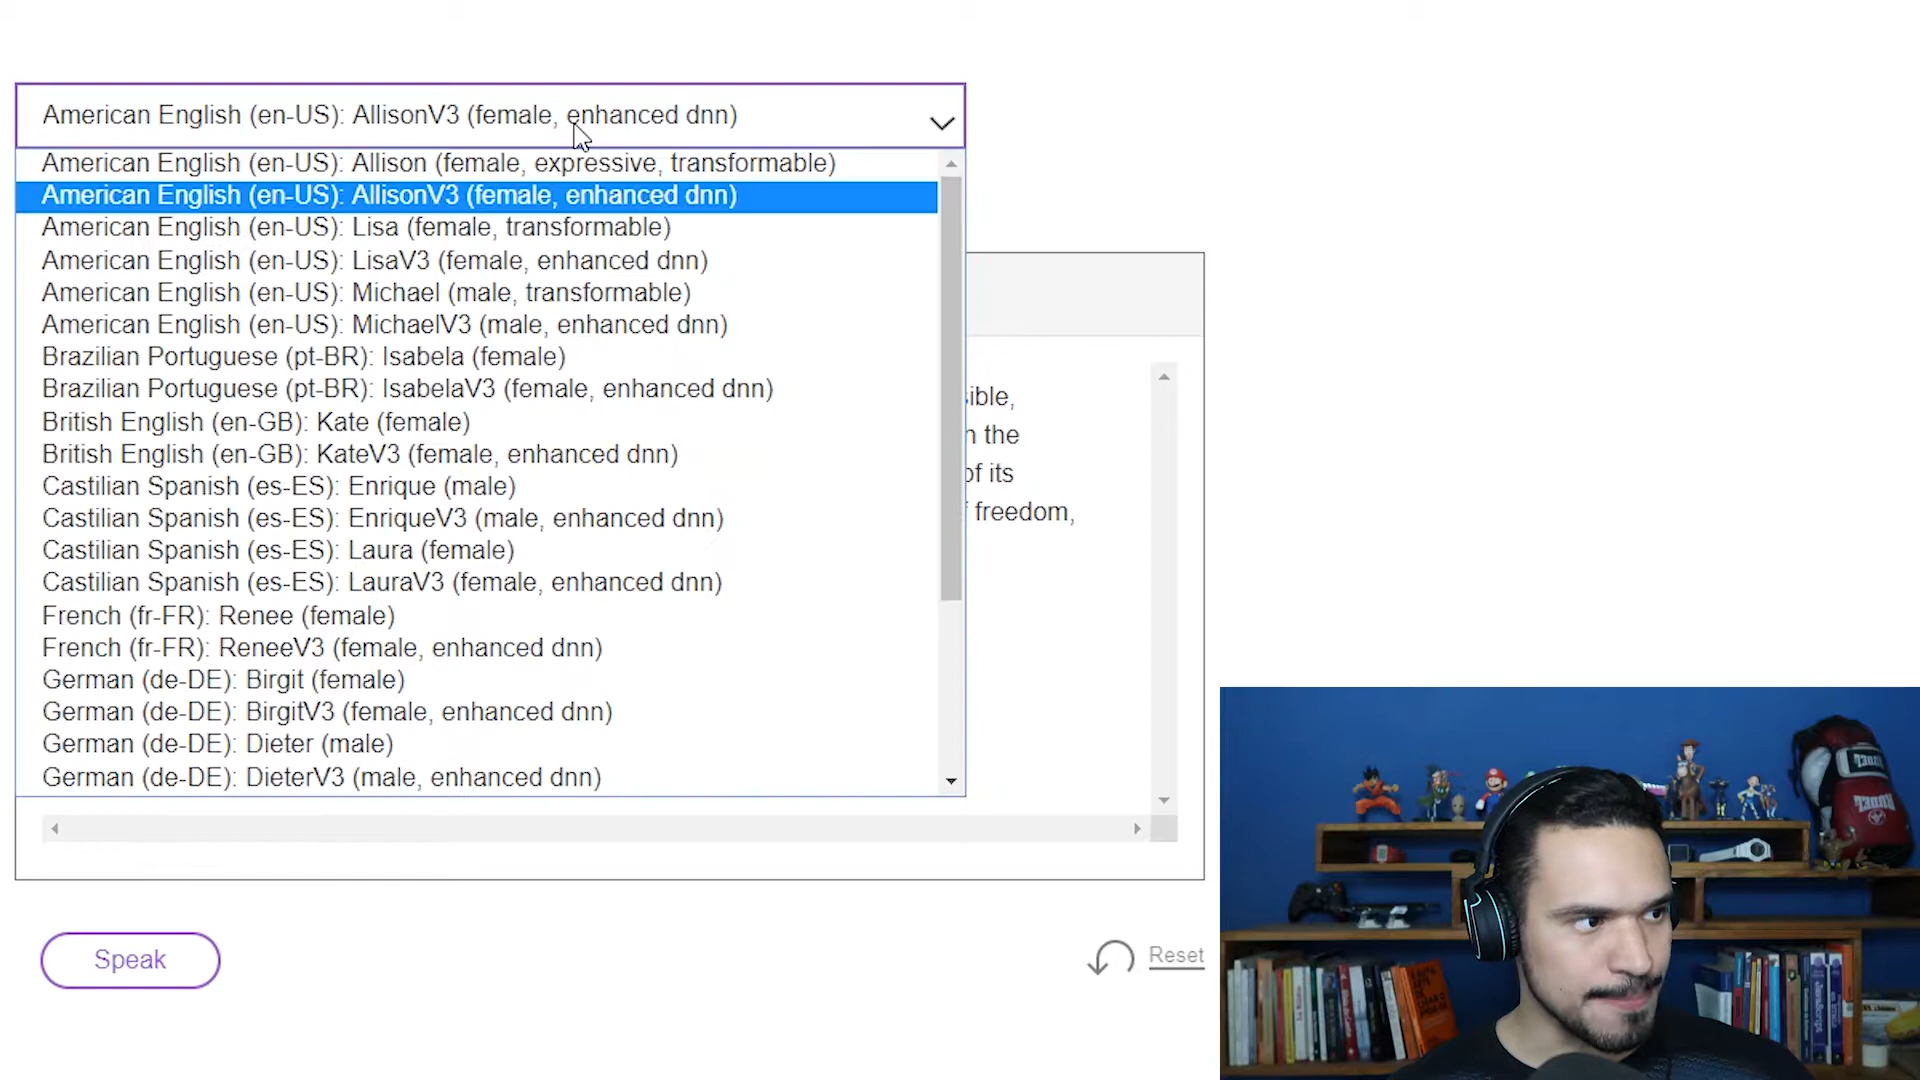 American English (en-US): AllisonV3 (female, enhanced dnn)
American English (en-US): Allison (female, expressive, transformable)
American English (en-US): AllisonV3 (female, enhanced dnn)
American English (en-US): Lisa (female, transformable)
American English (en-US): LisaV3 (female, enhanced dnn)
American English (en-US): Michael (male, transformable)
American English (en-US): MichaelV3 (male, enhanced dnn)
Brazilian Portuguese (pt-BR): Isabela (female)
Brazilian Portuguese (pt-BR): IsabelaV3 (female, enhanced dnn)
British English (en-GB): Kate (female)
British English (en-GB): KateV3 (female, enhanced dnn)
Castilian Spanish (es-ES): Enrique (male)
Castilian Spanish (es-ES): EnriqueV3 (male, enhanced dnn)
Castilian Spanish (es-ES): Laura (female)
Castilian Spanish (es-ES): LauraV3 (female, enhanced dnn)
French (fr-FR): Renee (female)
French (fr-FR): ReneeV3 (female, enhanced dnn)
German (de-DE): Birgit (female)
German (de-DE): BirgitV3 (female, enhanced dnn)
German (de-DE): Dieter (male)
German (de-DE): DieterV3 (male, enhanced dnn)
the
of its
freedom,
Speak
Reset